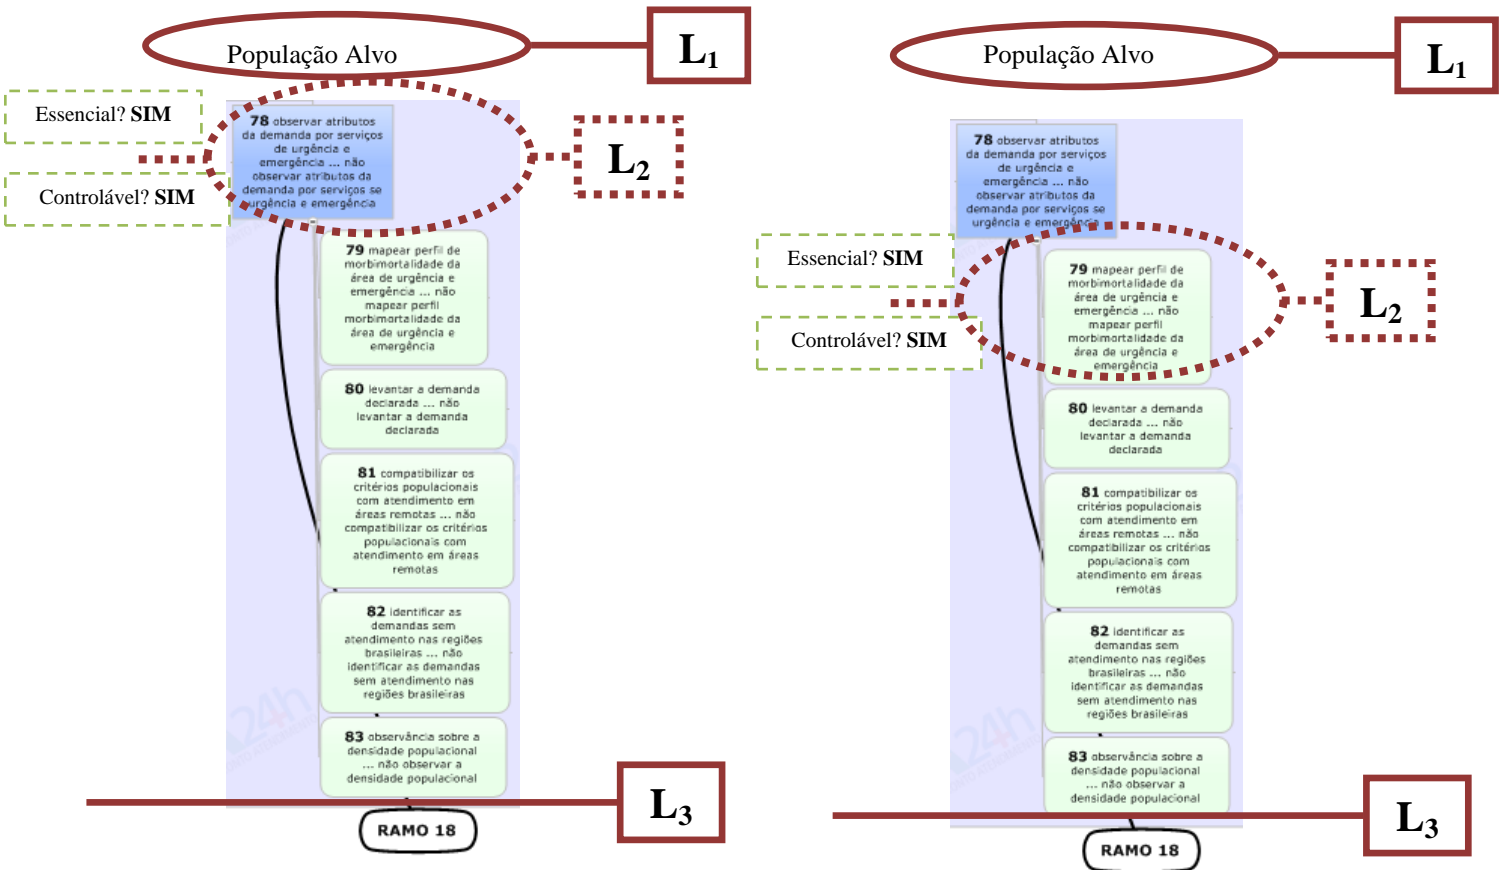 População Alvo
L1
Essencial? SIM
Controlável? SIM
78 observar atributos
da demanda por serviços
de urgência e
emergência ... não
observar atributos da
demanda por serviços se
urgência e emergência
L2
79 mapear perfil de
morbimortalidade da
área de urgência e
emergência ... não
mapear perfil
morbimortalidade da
área de urgência e
emergência
80 levantar a demanda
declarada ... não
levantar a demanda
declarada
81 compatibilizar os
critérios populacionais
com atendimento em
áreas remotas ... não
compatibilizar os critérios
populacionais com
atendimento em áreas
remotas
82 identificar as
demandas sem
atendimento nas regiões
brasileiras ... não
identificar as demandas
sem atendimento nas
regiões brasileiras
83 observância sobre a
densidade populacional
... não observar a
densidade populacional
24h
L3
RAMO 18
População Alvo
L1
78 observar atributos
da demanda por serviços
de urgência e
emergência ... não
observar atributos da
demanda por serviços se
urgência e emergência
Essencial? SIM
Controlável? SIM
79 mapear perfil de
morbimortalidade da
área de urgência e
emergência ... não
mapear perfil
morbimortalidade da
área de urgência e
emergência
L2
80 levantar a demanda
declarada ... não
levantar a demanda
declarada
81 compatibilizar os
critérios populacionais
com atendimento em
áreas remotas ... não
compatibilizar os critérios
populacionais com
atendimento em áreas
remotas
82 identificar as
demandas sem
atendimento nas regiões
brasileiras ... não
identificar as demandas
sem atendimento nas
regiões brasileiras
83 observância sobre a
densidade populacional
... não observar a
densidade populacional
24h
L3
RAMO 18